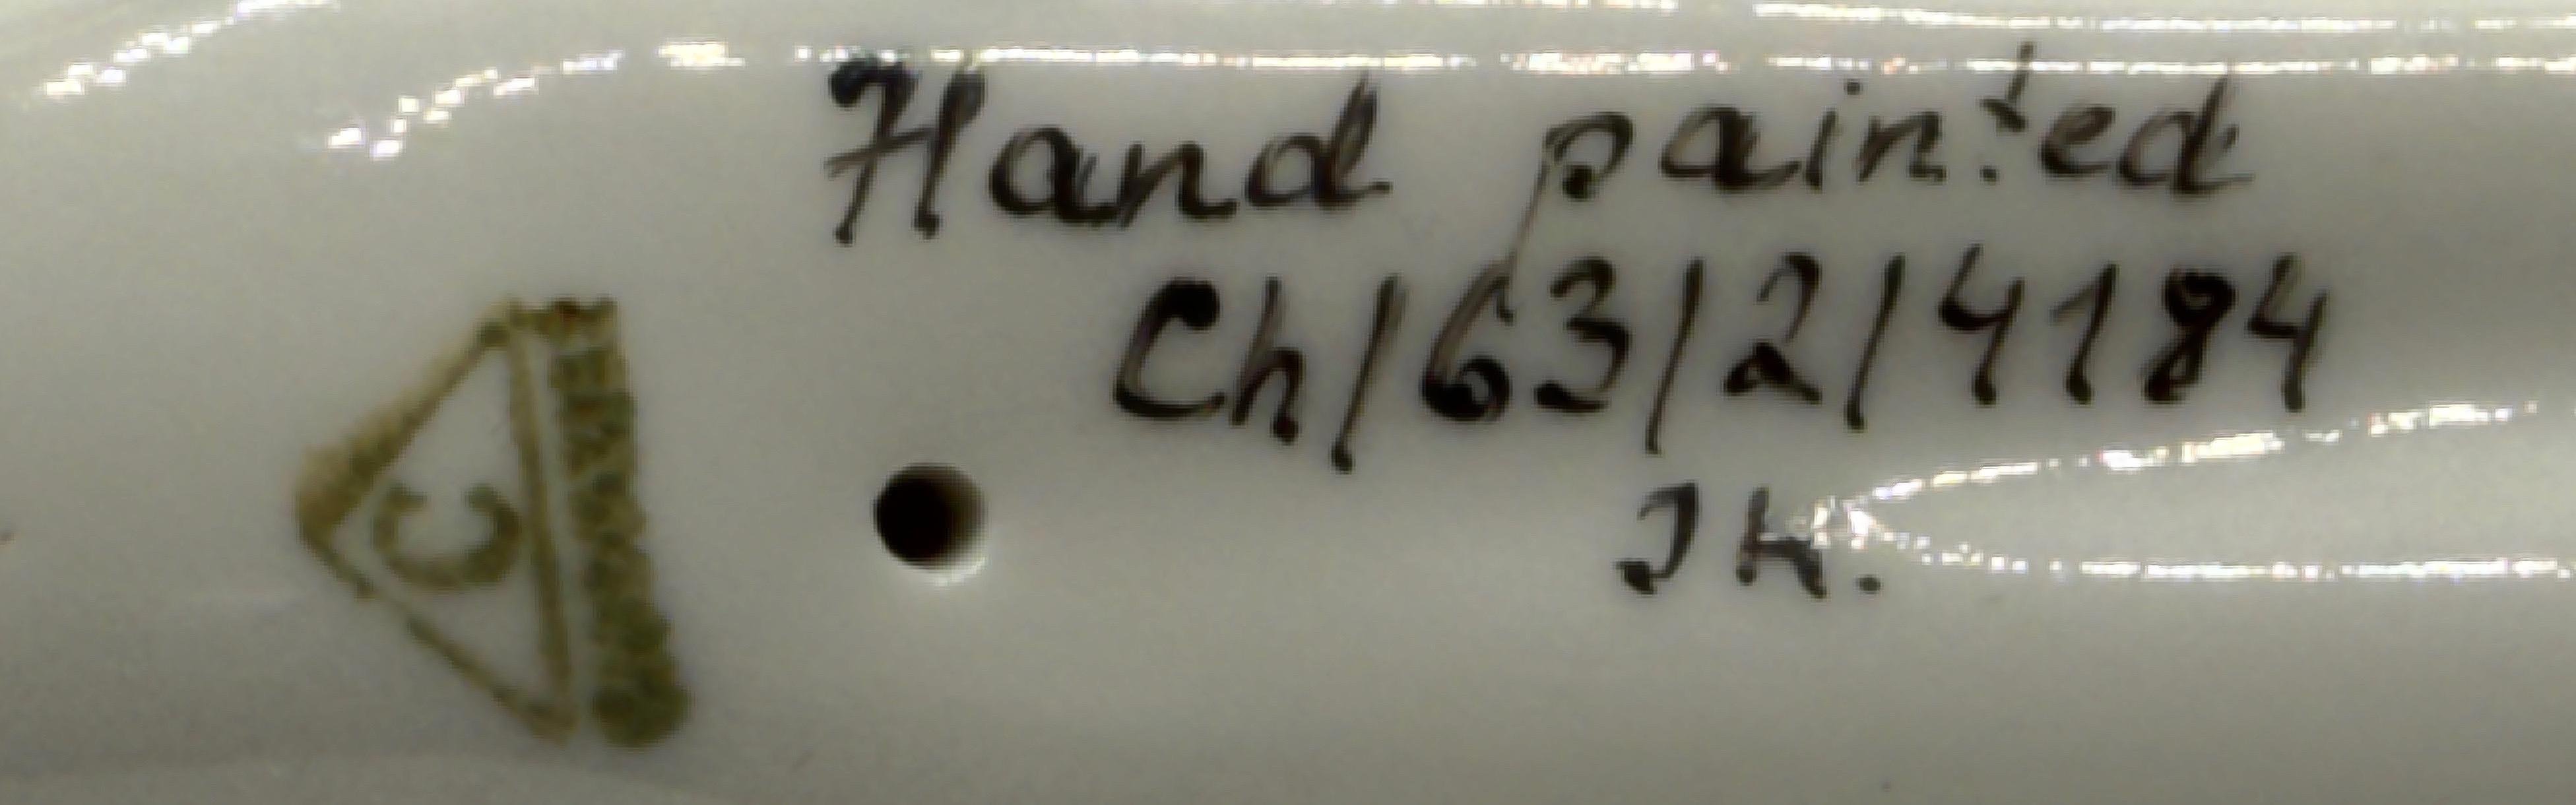 Hand painted
Ch/63/2/4184
JK.
C